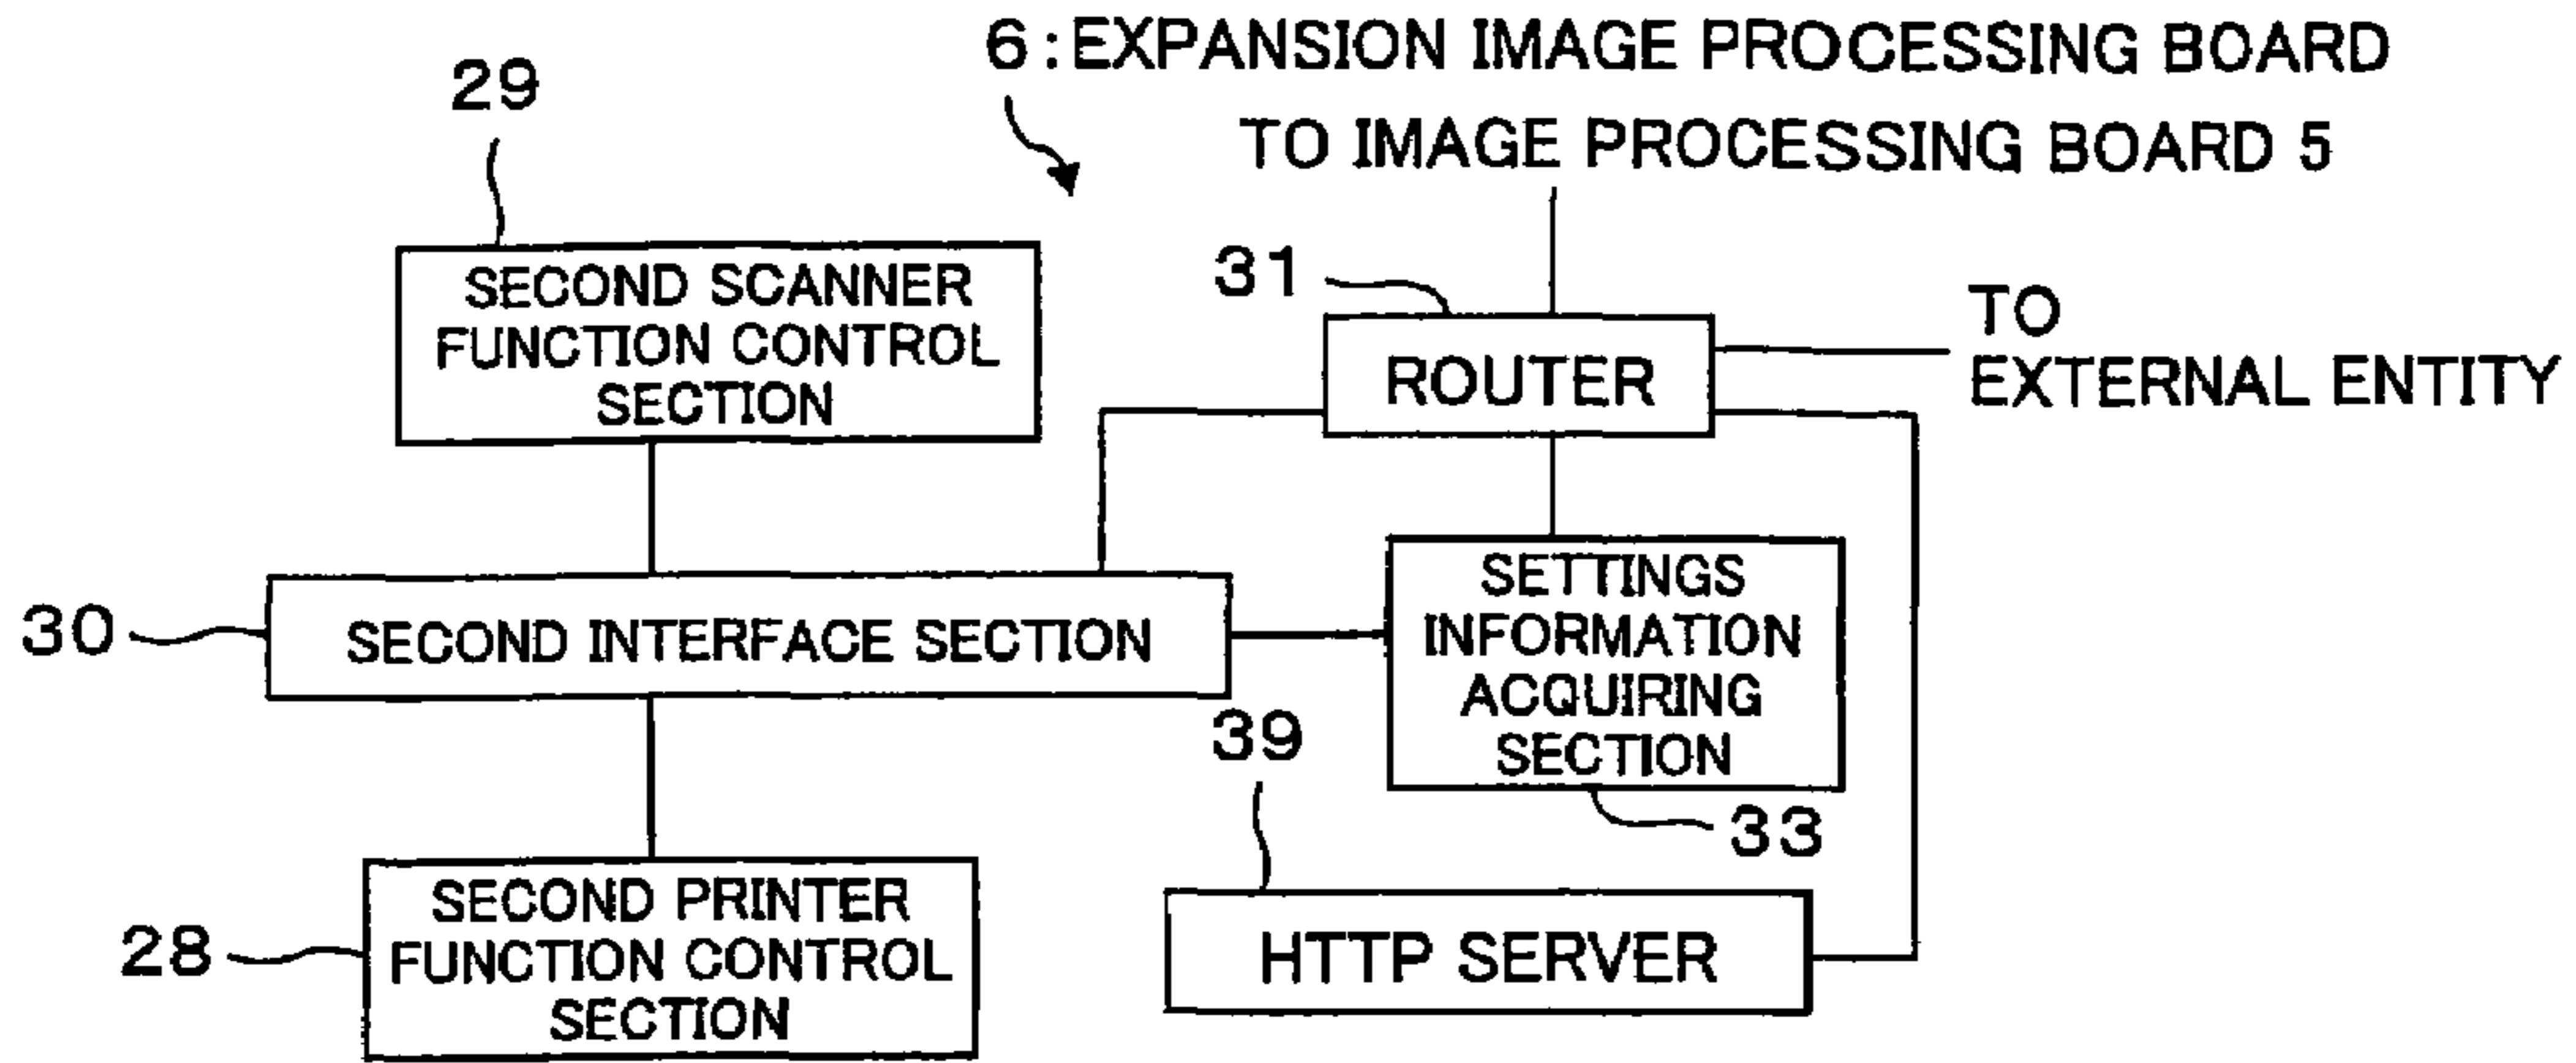 6:EXPANSION IMAGE PROCESSING BOARD
TO IMAGE PROCESSING BOARD 5
29
SECOND SCANNER
FUNCTION CONTROL
SECTION
31
ROUTER
TO
EXTERNAL ENTITY
30
SECOND INTERFACE SECTION
SETTINGS
INFORMATION
ACQUIRING
SECTION
33
39
HTTP SERVER
28
SECOND PRINTER
FUNCTION CONTROL
SECTION